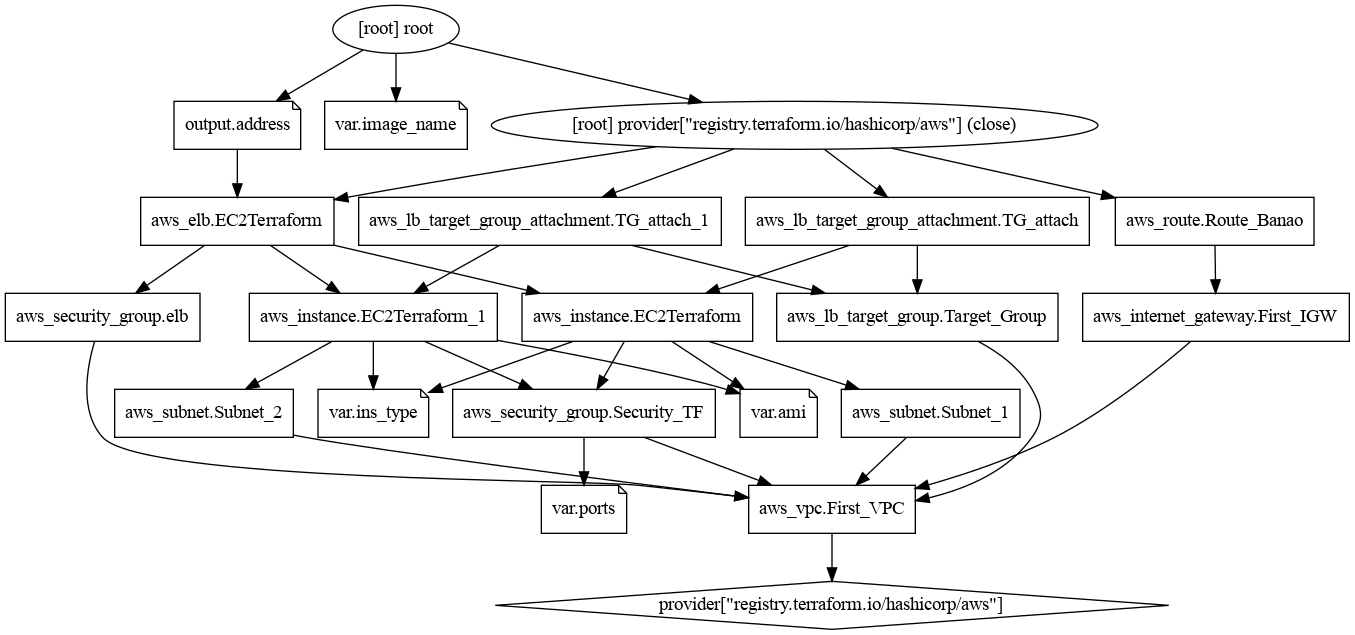 [root] root
output.address
var.image_name
[root] provider["registry.terraform.io/hashicorp/aws"] (close)
aws_elb.EC2Terraform
aws_lb_target_group_attachment.TG_attach_1
aws_lb_target_group_attachment.TG_attach
aws_route.Route_Banao
aws_security_group.elb
aws_instance.EC2Terraform_1
aws_instance.EC2Terraform
aws_lb_target_group.Target_Group
aws_internet_gateway.First_IGW
aws_subnet.Subnet_2
var.ins_type
aws_security_group.Security_TF
var.ami
aws_subnet.Subnet_1
var.ports
aws_vpc.First_VPC
provider["registry.terraform.io/hashicorp/aws"]